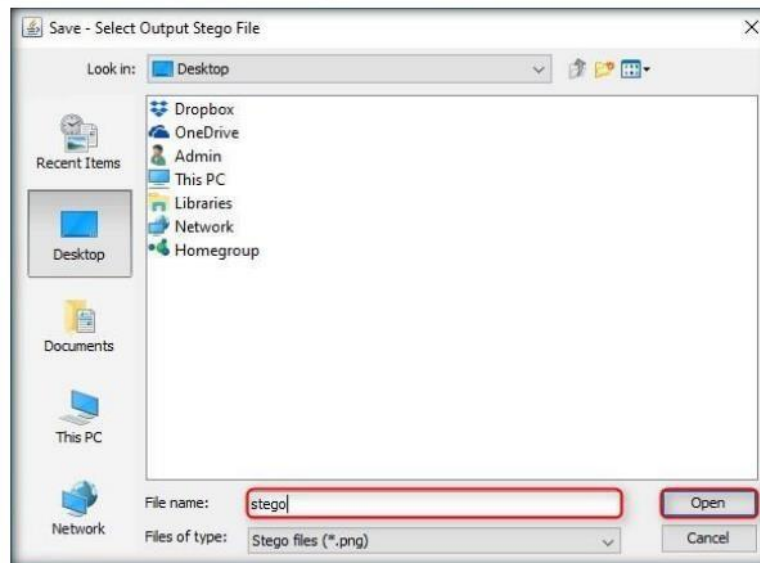 Save - Select Output Stego File
Look in:
Desktop
Recent Items
Desktop
Documents
This PC
Network
Dropbox
OneDrive
Admin
This PC
Libraries
Network
Homegroup
File name:
stego
Open
Files of type:
Stego files (*.png)
Cancel